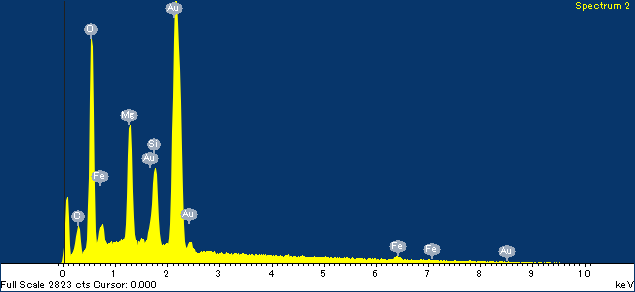 Spectrum 2
Au
O
Mg
Si
Au
Fe
Au
Fe
Fe
Au
0 1 2 3 4 5 6 7 8 9 10
Full Scale 2823 cts Cursor: 0.000 keV